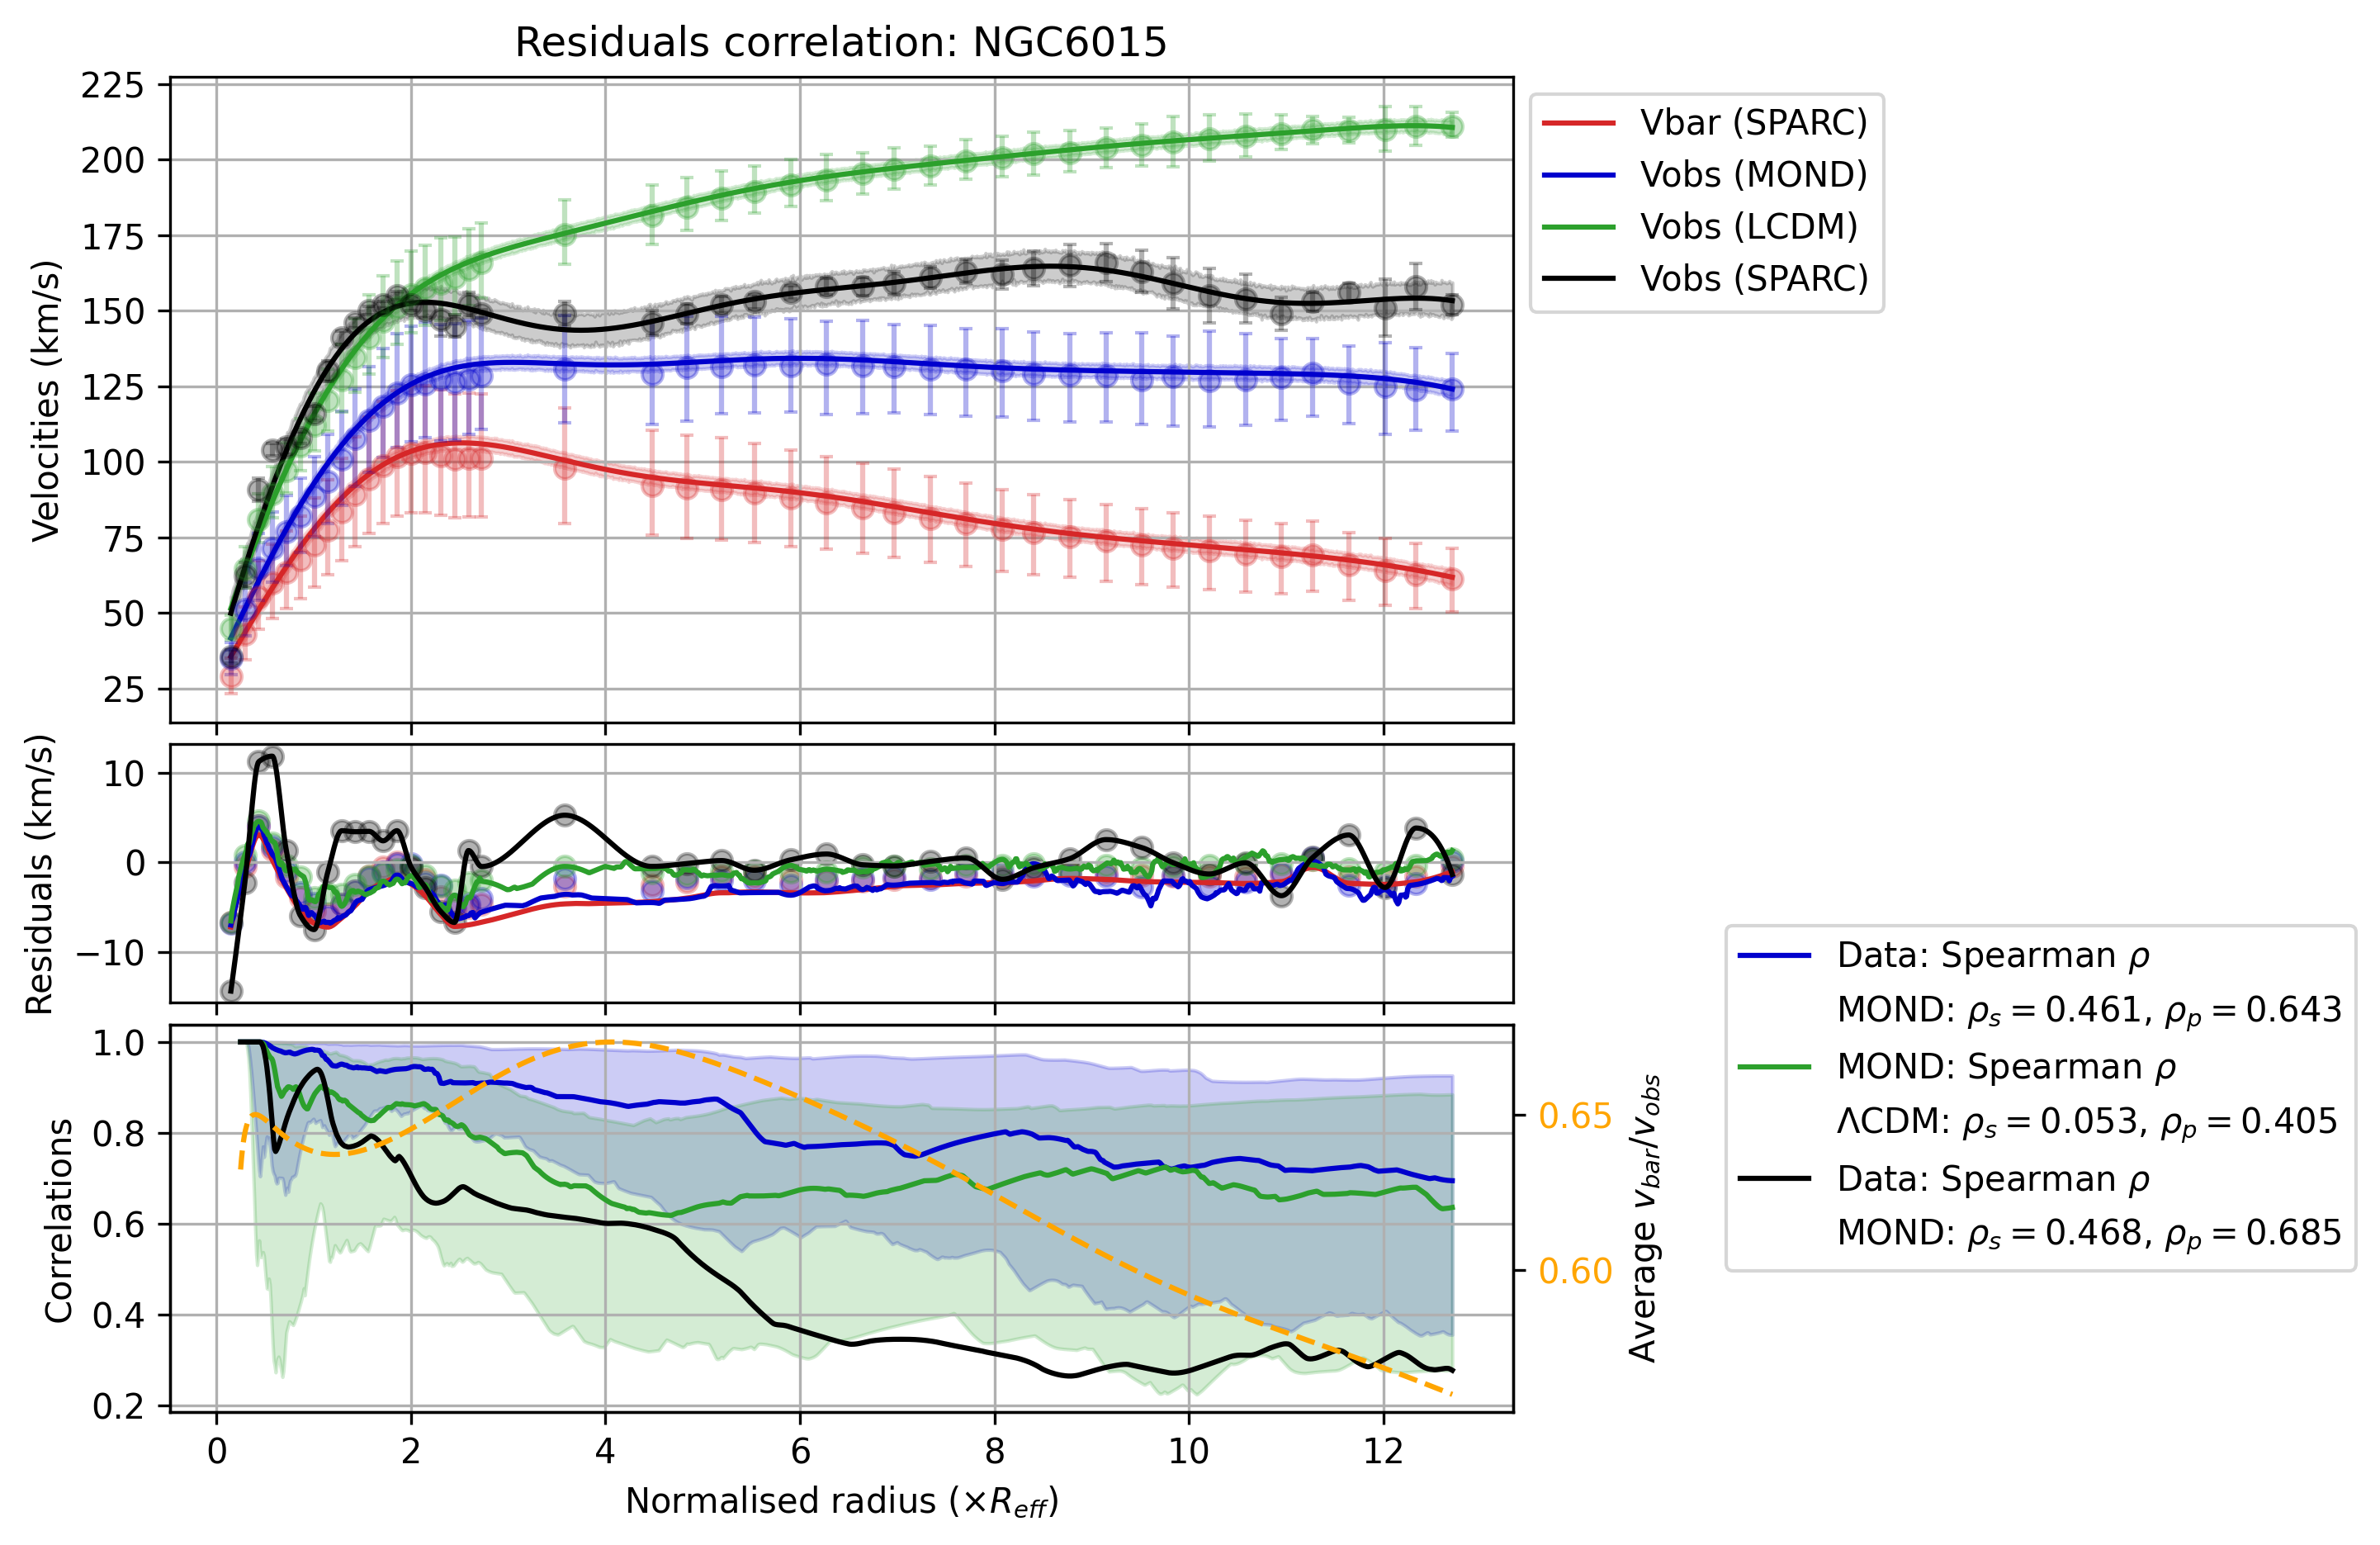 Residuals correlation: NGC6015
225
200
175
150
125
100
75
50
25
Velocities (km/s)
Vbar (SPARC)
Vobs (MOND)
Vobs (LCDM)
Vobs (SPARC)
10
0
−10
Residuals (km/s)
1.0
0.8
0.6
0.4
0.2
Correlations
0.65
0.60
Average v_bar/v_obs
0 2 4 6 8 10 12
Normalised radius (×R_eff)
Data: Spearman ρ
MOND: ρ_s = 0.461, ρ_p = 0.643
MOND: Spearman ρ
ΛCDM: ρ_s = 0.053, ρ_p = 0.405
Data: Spearman ρ
MOND: ρ_s = 0.468, ρ_p = 0.685